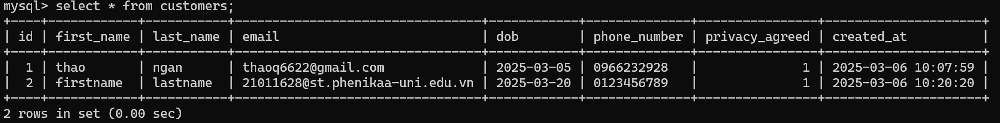 mysql> select * from customers;
+----+------------+-----------+---------------------------------+------------+--------------+----------------+---------------------+
| id | first_name | last_name | email                           | dob        | phone_number | privacy_agreed | created_at          |
+----+------------+-----------+---------------------------------+------------+--------------+----------------+---------------------+
|  1 | thao       | ngan      | thaoq6622@gmail.com             | 2025-03-05 | 0966232928   |              1 | 2025-03-06 10:07:59 |
|  2 | firstname  | lastname  | 21011628@st.phenikaa-uni.edu.vn | 2025-03-20 | 0123456789   |              1 | 2025-03-06 10:20:20 |
+----+------------+-----------+---------------------------------+------------+--------------+----------------+---------------------+
2 rows in set (0.00 sec)